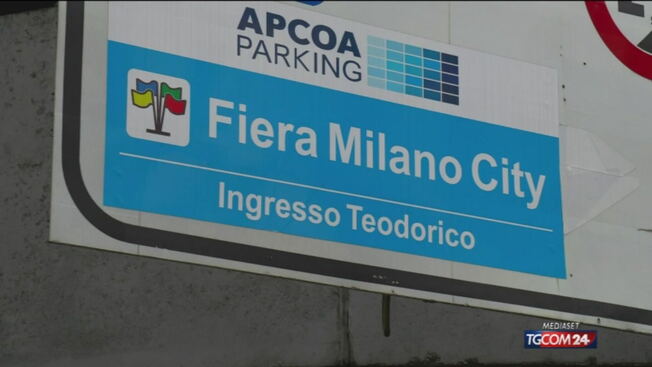 APCOA
PARKING
Fiera Milano City
Ingresso Teodorico
MEDIASET
TGCOM24